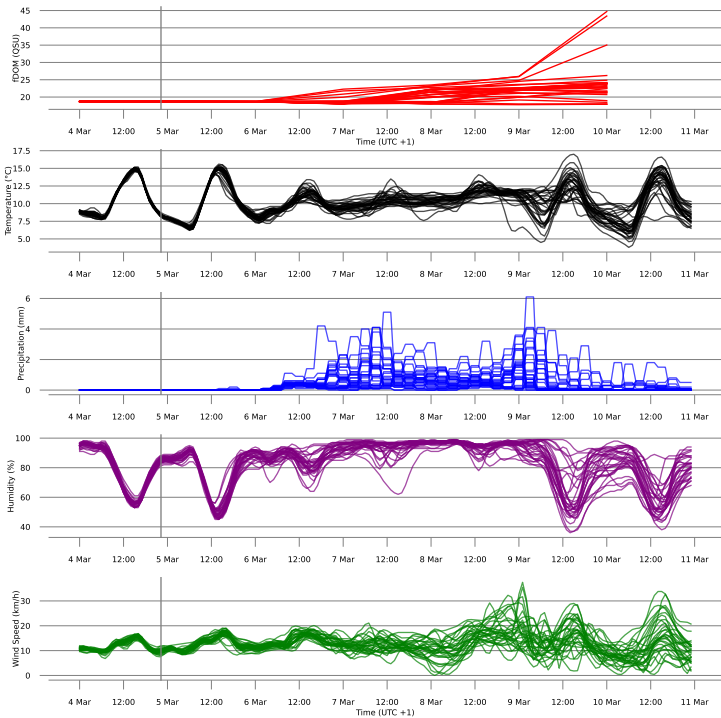 fDOM (QSU)
45
40
35
30
25
20
4 Mar 12:00 5 Mar 12:00 6 Mar 12:00 7 Mar 12:00 8 Mar 12:00 9 Mar 12:00 10 Mar 12:00 11 Mar
Time (UTC +1)
Temperature (°C)
17.5
15.0
12.5
10.0
7.5
5.0
4 Mar 12:00 5 Mar 12:00 6 Mar 12:00 7 Mar 12:00 8 Mar 12:00 9 Mar 12:00 10 Mar 12:00 11 Mar
Precipitation (mm)
6
4
2
0
4 Mar 12:00 5 Mar 12:00 6 Mar 12:00 7 Mar 12:00 8 Mar 12:00 9 Mar 12:00 10 Mar 12:00 11 Mar
Humidity (%)
100
80
60
40
4 Mar 12:00 5 Mar 12:00 6 Mar 12:00 7 Mar 12:00 8 Mar 12:00 9 Mar 12:00 10 Mar 12:00 11 Mar
Wind Speed (km/h)
30
20
10
0
4 Mar 12:00 5 Mar 12:00 6 Mar 12:00 7 Mar 12:00 8 Mar 12:00 9 Mar 12:00 10 Mar 12:00 11 Mar
Time (UTC +1)